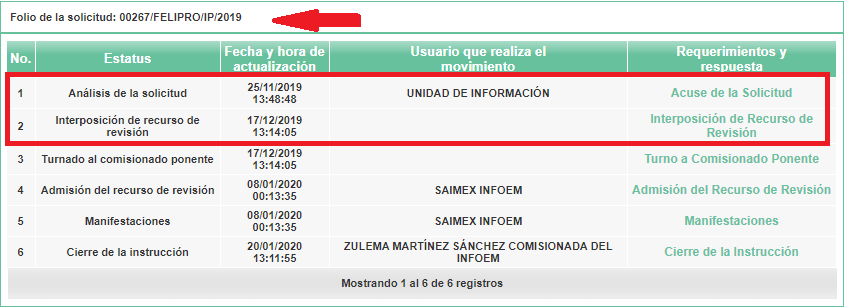 Folio de la solicitud: 00267/FELIPRO/IP/2019
No. Estatus Fecha y hora de actualización Usuario que realiza el movimiento Requerimientos y respuesta
1 Análisis de la solicitud 25/11/2019 13:48:48 UNIDAD DE INFORMACIÓN Acuse de la Solicitud
2 Interposición de recurso de revisión 17/12/2019 13:14:05 Interposición de Recurso de Revisión
3 Turnado al comisionado ponente 17/12/2019 13:14:05 Turno a Comisionado Ponente
4 Admisión del recurso de revisión 08/01/2020 00:13:35 SAIMEX INFOEM Admisión del Recurso de Revisión
5 Manifestaciones 08/01/2020 00:13:35 SAIMEX INFOEM Manifestaciones
6 Cierre de la instrucción 20/01/2020 13:11:55 ZULEMA MARTÍNEZ SÁNCHEZ COMISIONADA DEL INFOEM Cierre de la Instrucción
Mostrando 1 al 6 de 6 registros